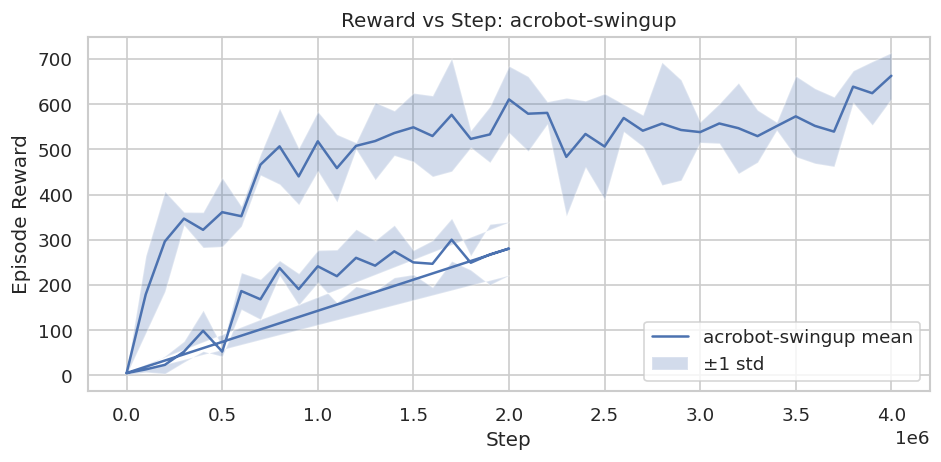 Reward vs Step: acrobot-swingup
Episode Reward
700
600
500
400
300
200
100
0
acrobot-swingup mean
±1 std
0.0 0.5 1.0 1.5 2.0 2.5 3.0 3.5 4.0
1e6
Step